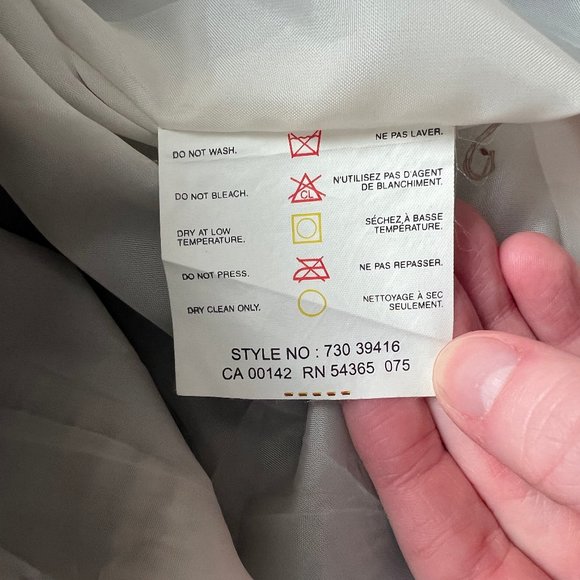 DO NOT WASH.
NE PAS LAVER.
DO NOT BLEACH.
CL
N'UTILISEZ PAS D'AGENT
DE BLANCHIMENT.
DRY AT LOW
TEMPERATURE.
SÉCHEZ,À BASSE
TEMPÉRATURE.
DO NOT PRESS.
NE PAS REPASSER.
DRY CLEAN ONLY.
NETTOYAGE À SEC
SEULEMENT.
STYLE NO : 730 39416
CA 00142 RN 54365 075